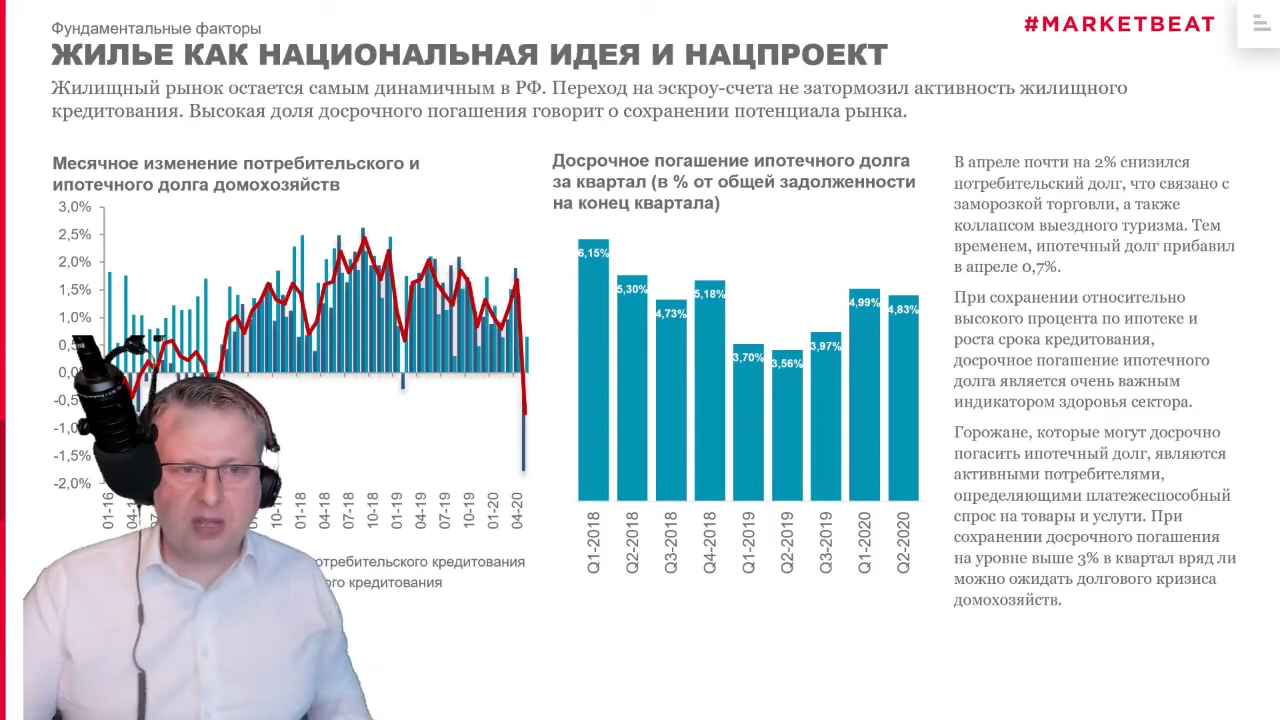 Фундаментальные факторы
#MARKETBEAT
ЖИЛЬЕ КАК НАЦИОНАЛЬНАЯ ИДЕЯ И НАЦПРОЕКТ
Жилищный рынок остается самым динамичным в РФ. Переход на эскроу-счета не затормозил активность жилищного
кредитования. Высокая доля досрочного погашения говорит о сохранении потенциала рынка.
Месячное изменение потребительского и
ипотечного долга домохозяйств
3,0%
2,5%
2,0%
1,5%
1,0%
0,5
0,0
-0,5
-1,0
-1,5%
-2,0%
01-16
01-18
04-18
07-18
10-18
01-19
04-19
07-19
10-19
01-20
04-20
отребительского кредитования
ого кредитования
Досрочное погашение ипотечного долга
за квартал (в % от общей задолженности
на конец квартала)
6,15%
5,30%
4,73%
5,18%
3,70%
3,56%
3,97%
4,99%
4,83%
Q1-2018
Q2-2018
Q3-2018
Q4-2018
Q1-2019
Q2-2019
Q3-2019
Q1-2020
Q2-2020
В апреле почти на 2% снизился
потребительский долг, что связано с
заморозкой торговли, а также
коллапсом выездного туризма. Тем
временем, ипотечный долг прибавил
в апреле 0,7%.
При сохранении относительно
высокого процента по ипотеке и
роста срока кредитования,
досрочное погашение ипотечного
долга является очень важным
индикатором здоровья сектора.
Горожане, которые могут досрочно
погасить ипотечный долг, являются
активными потребителями,
определяющими платежеспособный
спрос на товары и услуги. При
сохранении досрочного погашения
на уровне выше 3% в квартал вряд ли
можно ожидать долгового кризиса
домохозяйств.